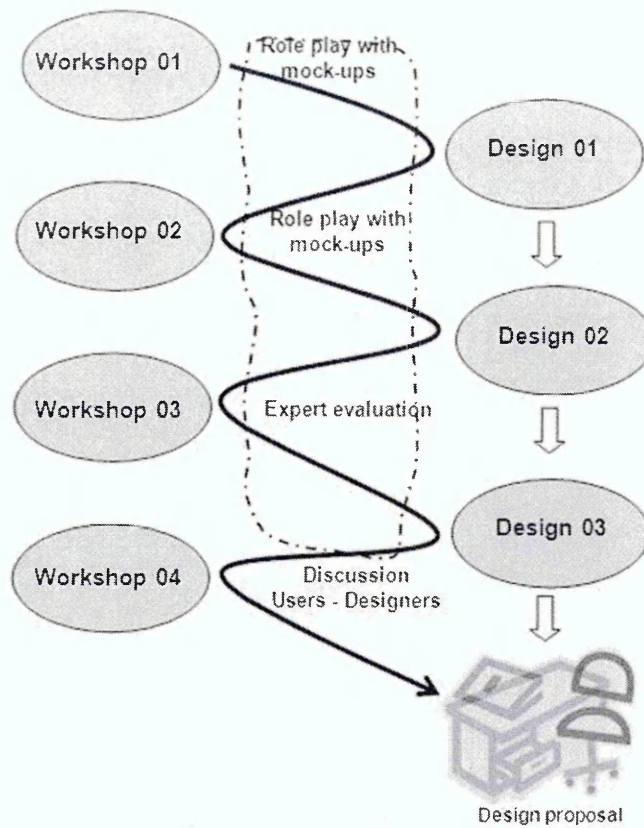 Workshop 01
Role play with
mock-ups
Design 01
Workshop 02
Role play with
mock-ups
Design 02
Workshop 03
Expert evaluation
Design 03
Workshop 04
Discussion
Users - Designers
Design proposal